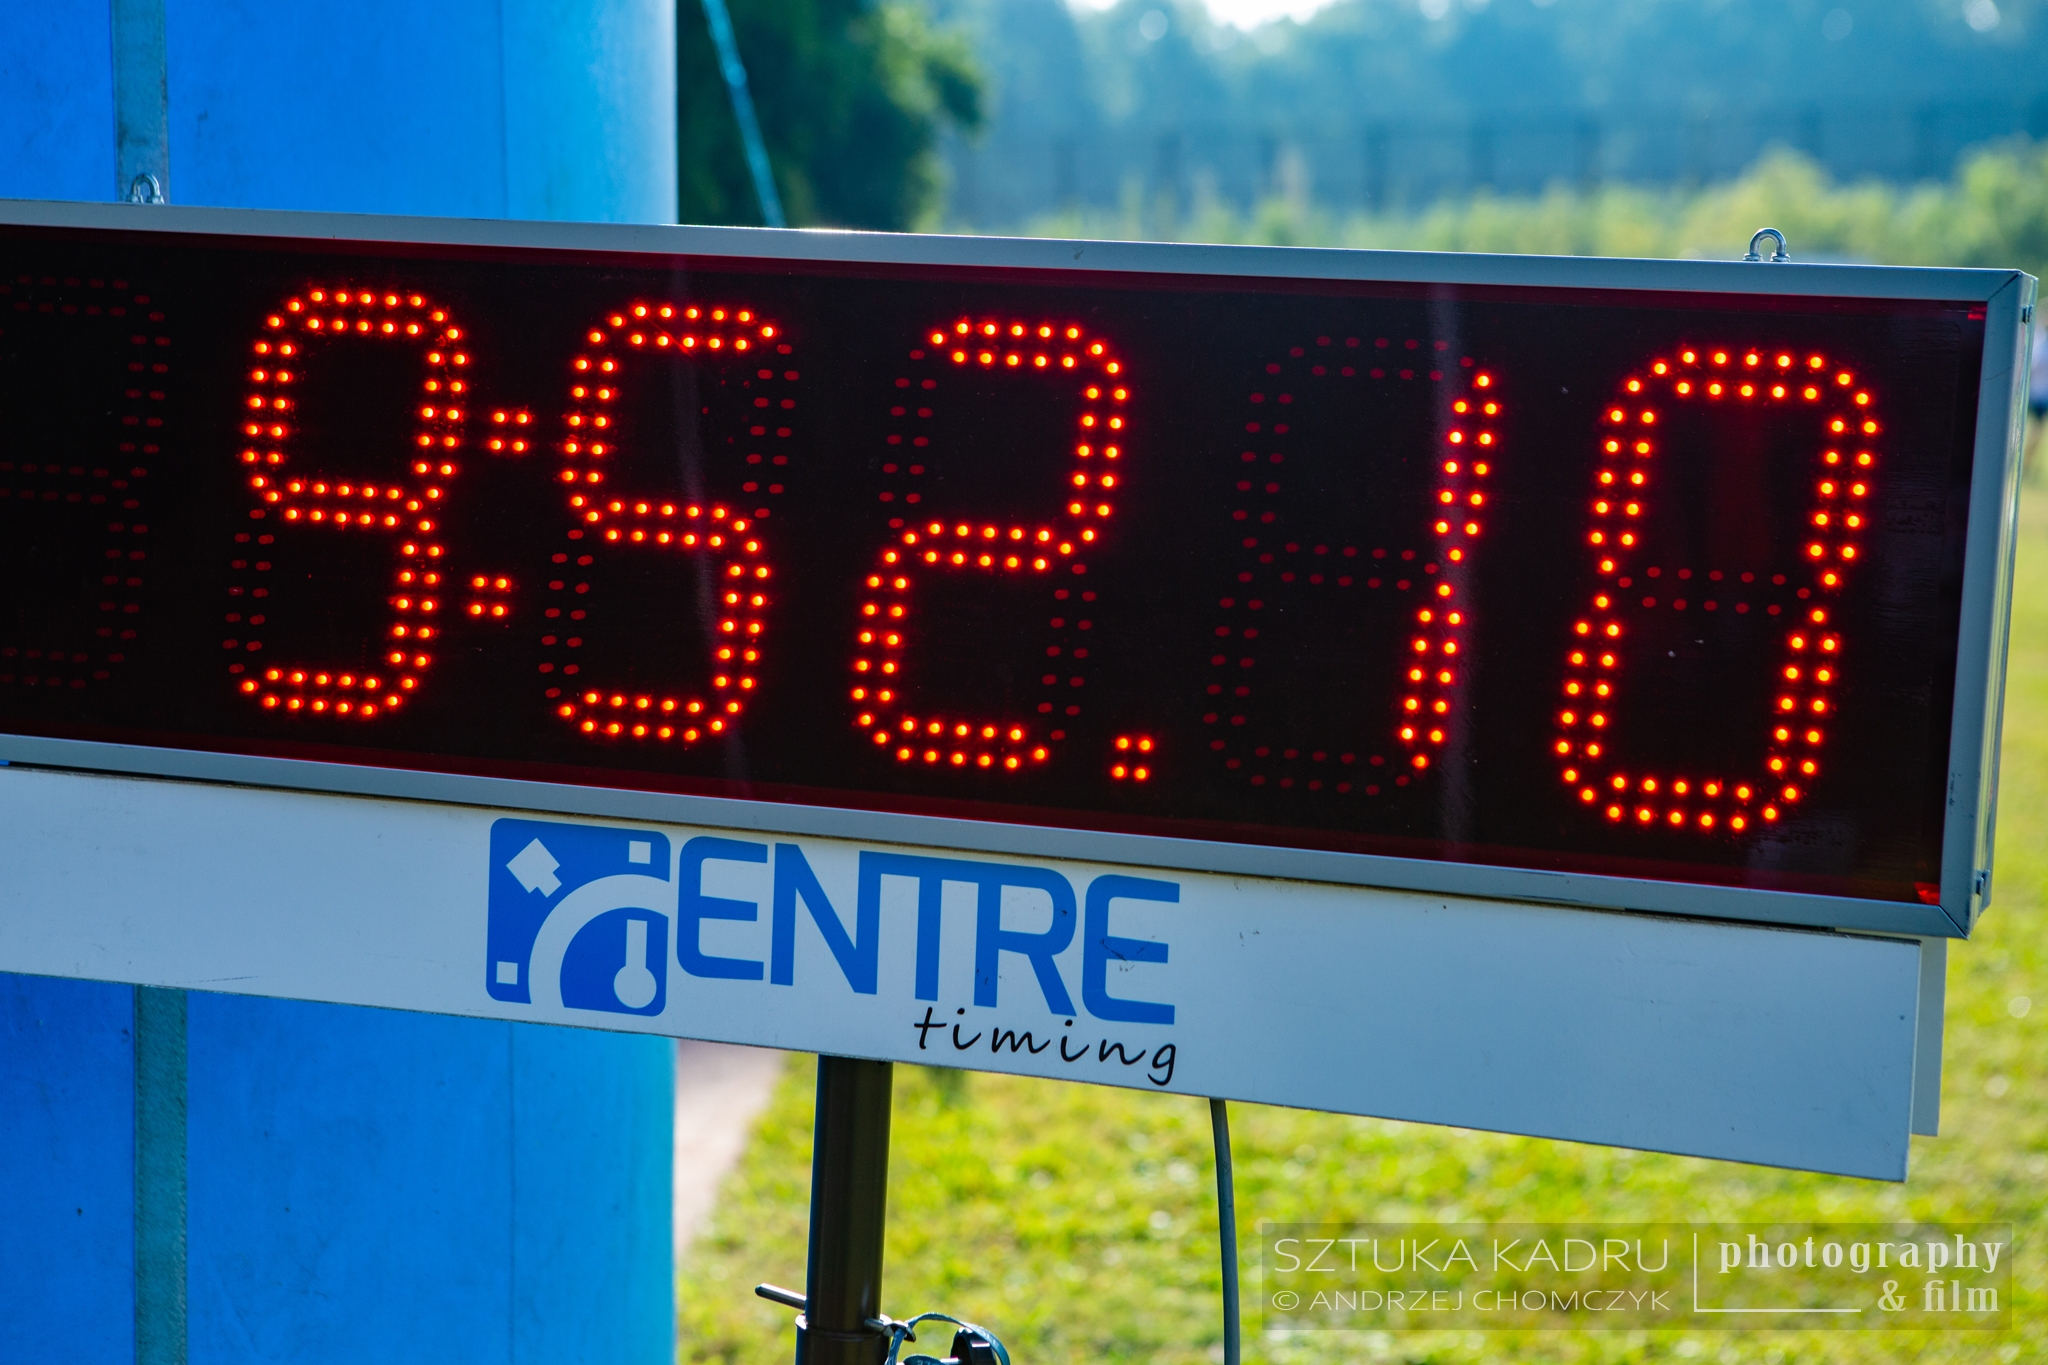 9:52.10
ENTRE
timing
SZTUKA KADRU
© ANDRZEJ CHOMCZYK
photography
& film